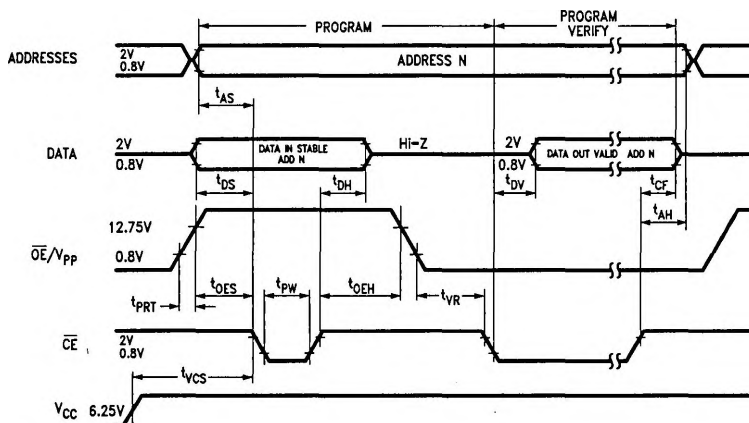 PROGRAM
PROGRAM
VERIFY
ADDRESSES
2V
0.8V
ADDRESS N
tAS
DATA
2V
0.8V
DATA IN STABLE
ADD N
Hi-Z
2V
0.8V
DATA OUT VALID ADD N
tDS
tDH
tDV
tCF
tAH
OE/VPP
12.75V
0.8V
tPRT
tOES
tPW
tOEH
tVR
CE
2V
0.8V
tVCS
VCC
6.25V